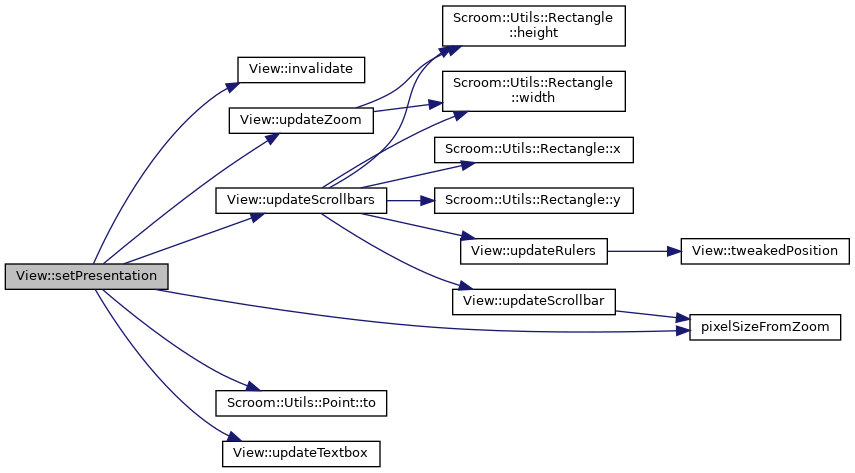 Scroom::Utils::Rectangle
::height
View::invalidate
Scroom::Utils::Rectangle
::width
View::updateZoom
Scroom::Utils::Rectangle::x
View::updateScrollbars
Scroom::Utils::Rectangle::y
View::updateRulers
View::tweakedPosition
View::setPresentation
View::updateScrollbar
pixelSizeFromZoom
Scroom::Utils::Point::to
View::updateTextbox